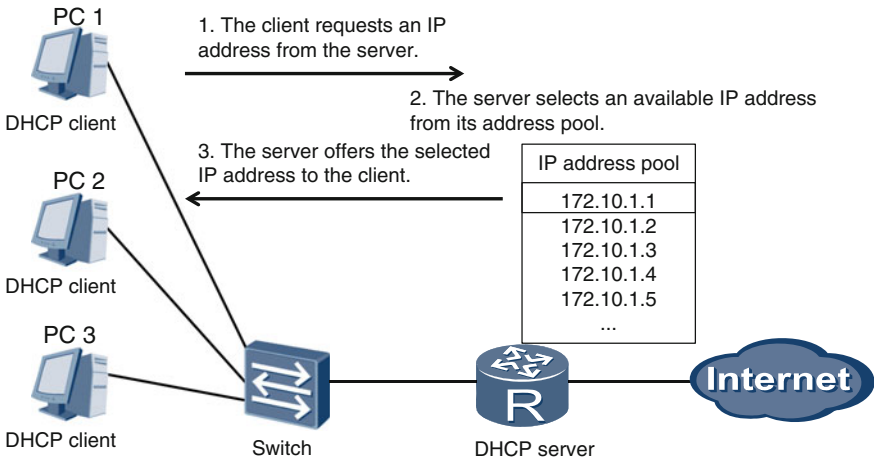 PC 1
DHCP client
1. The client requests an IP
address from the server.
2. The server selects an available IP address
from its address pool.
3. The server offers the selected
IP address to the client.
IP address pool
172.10.1.1
172.10.1.2
172.10.1.3
172.10.1.4
172.10.1.5
...
PC 2
DHCP client
PC 3
DHCP client
Switch
R
DHCP server
Internet